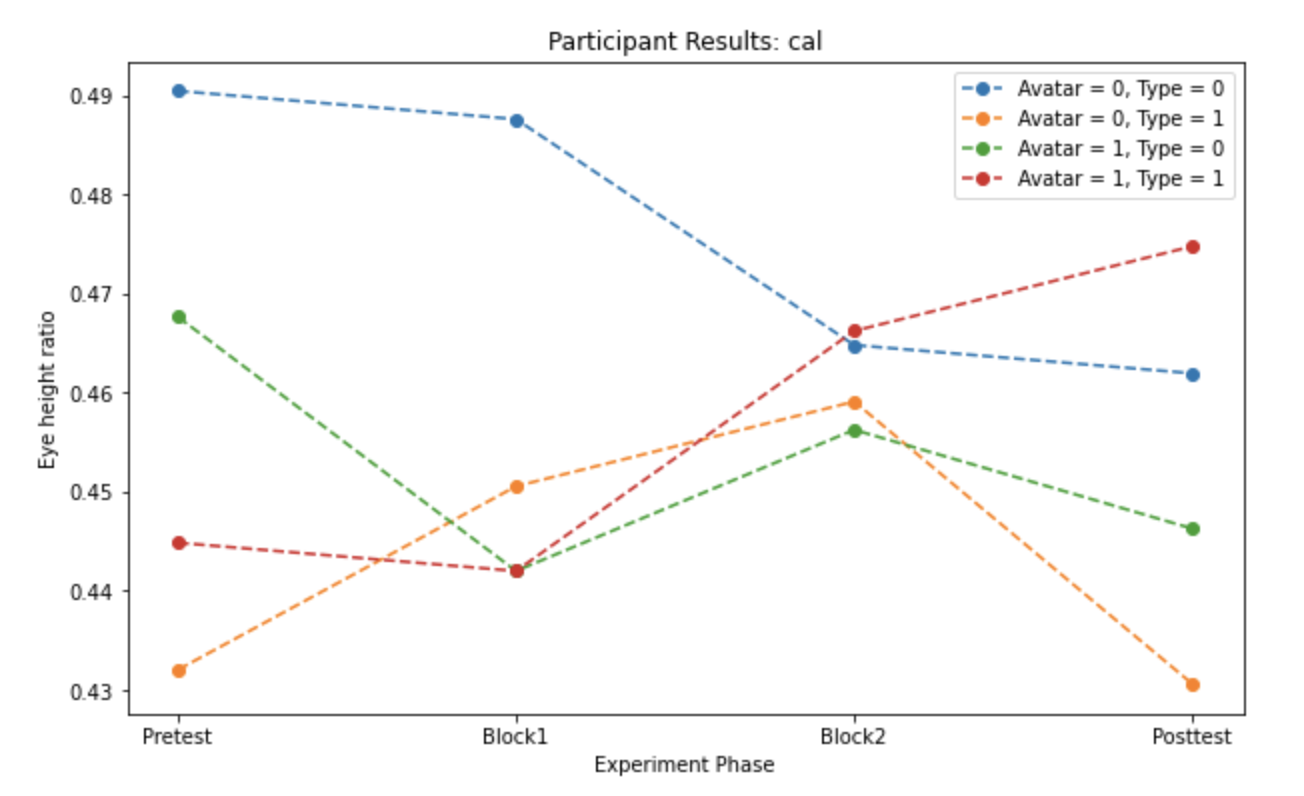 Participant Results: cal
Avatar = 0, Type = 0
Avatar = 0, Type = 1
Avatar = 1, Type = 0
Avatar = 1, Type = 1
Eye height ratio
0.49
0.48
0.47
0.46
0.45
0.44
0.43
Pretest Block1 Block2 Posttest
Experiment Phase